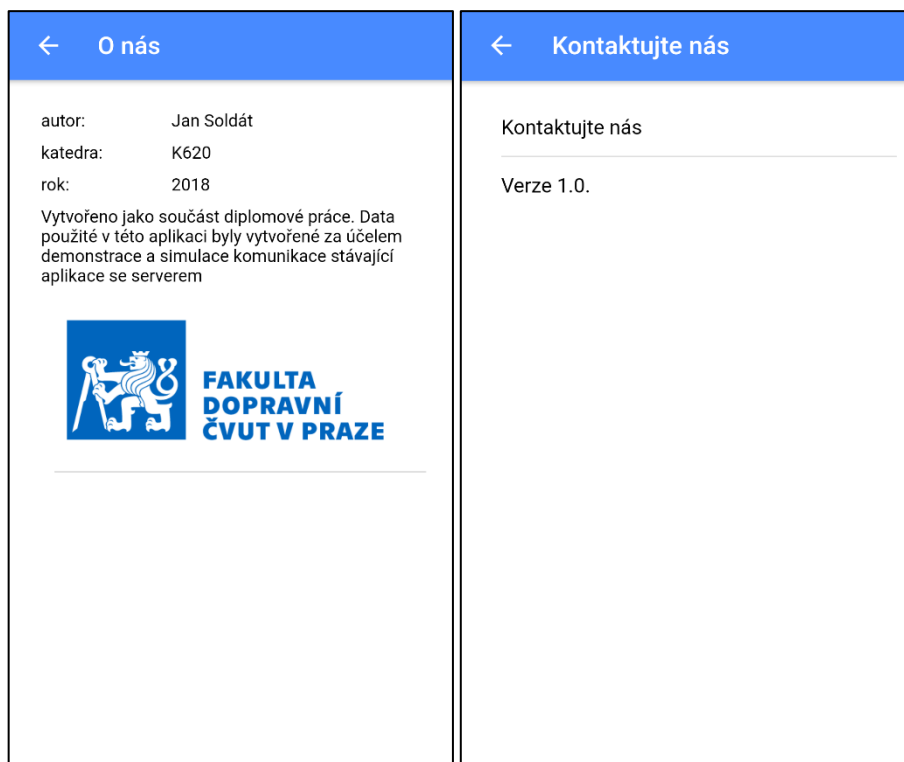 O nás
autor: Jan Soldát
katedra: K620
rok: 2018
Vytvořeno jako součást diplomové práce. Data
použité v této aplikaci byly vytvořené za účelem
demonstrace a simulace komunikace stávající
aplikace se serverem
FAKULTA
DOPRAVNÍ
ČVUT V PRAZE
Kontaktujte nás
Kontaktujte nás
Verze 1.0.